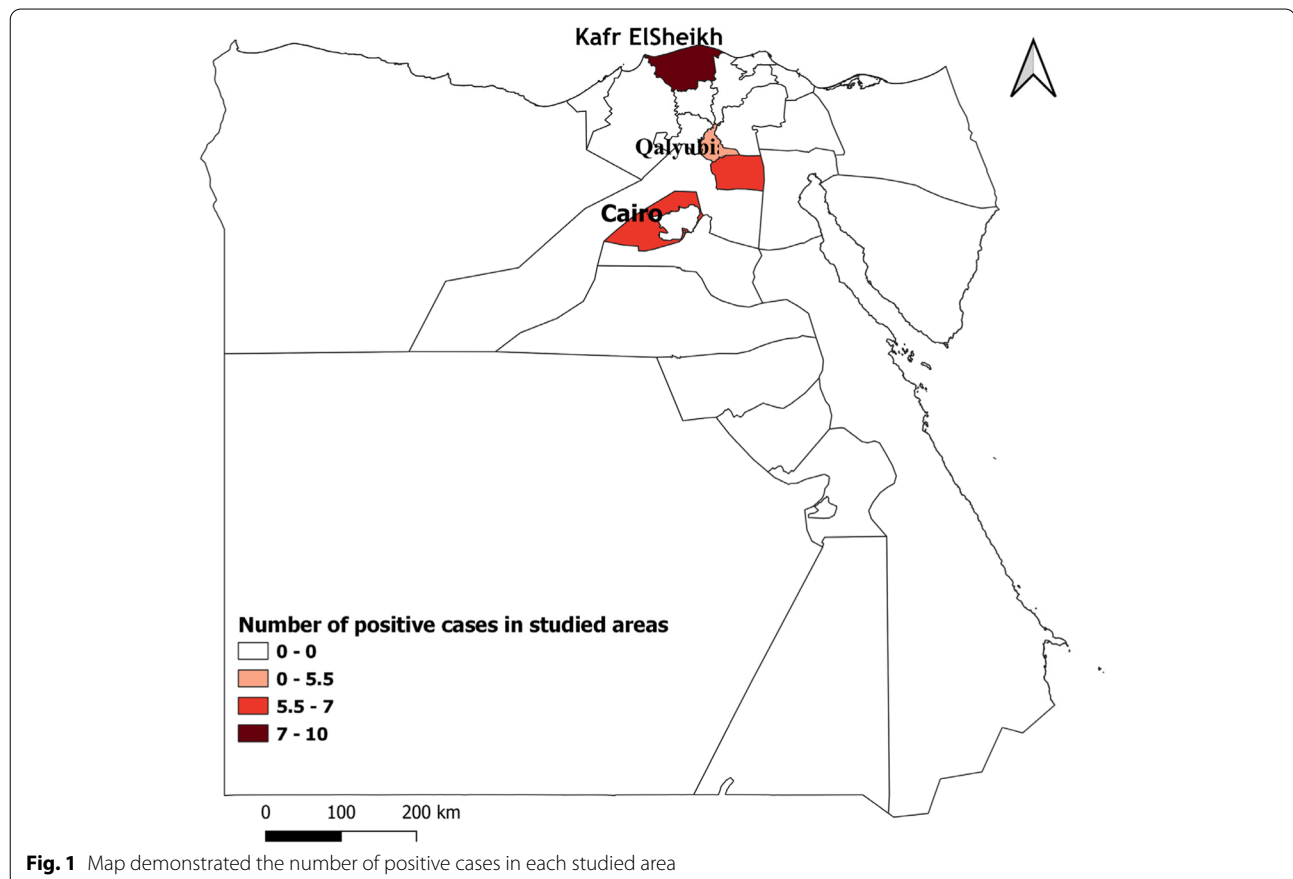 Kafr ElSheikh
Qalyubi
Cairo
Number of positive cases in studied areas
0 - 0
0 - 5.5
5.5 - 7
7 - 10
0 100 200 km
Fig. 1 Map demonstrated the number of positive cases in each studied area